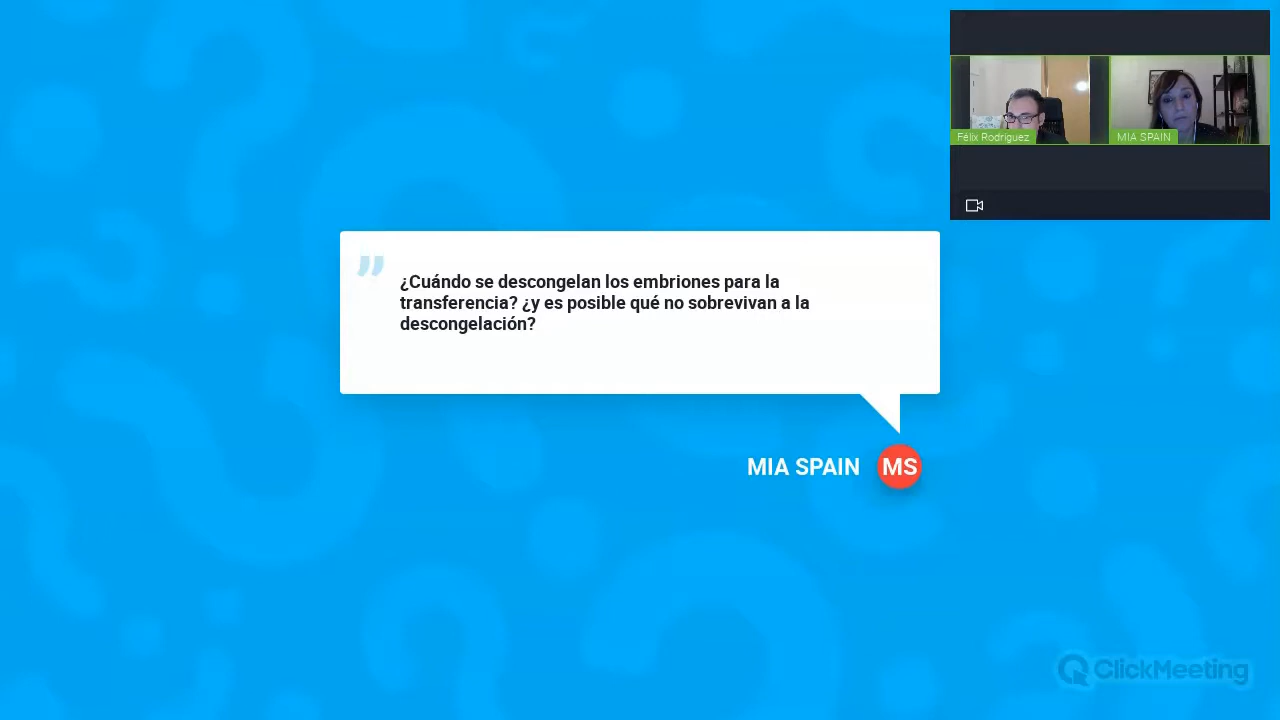 Félix Rodríguez
MIA SPAIN
¿Cuándo se descongelan los embriones para la
transferencia? ¿y es posible qué no sobrevivan a la
descongelación?
MIA SPAIN
MS
ClickMeeting